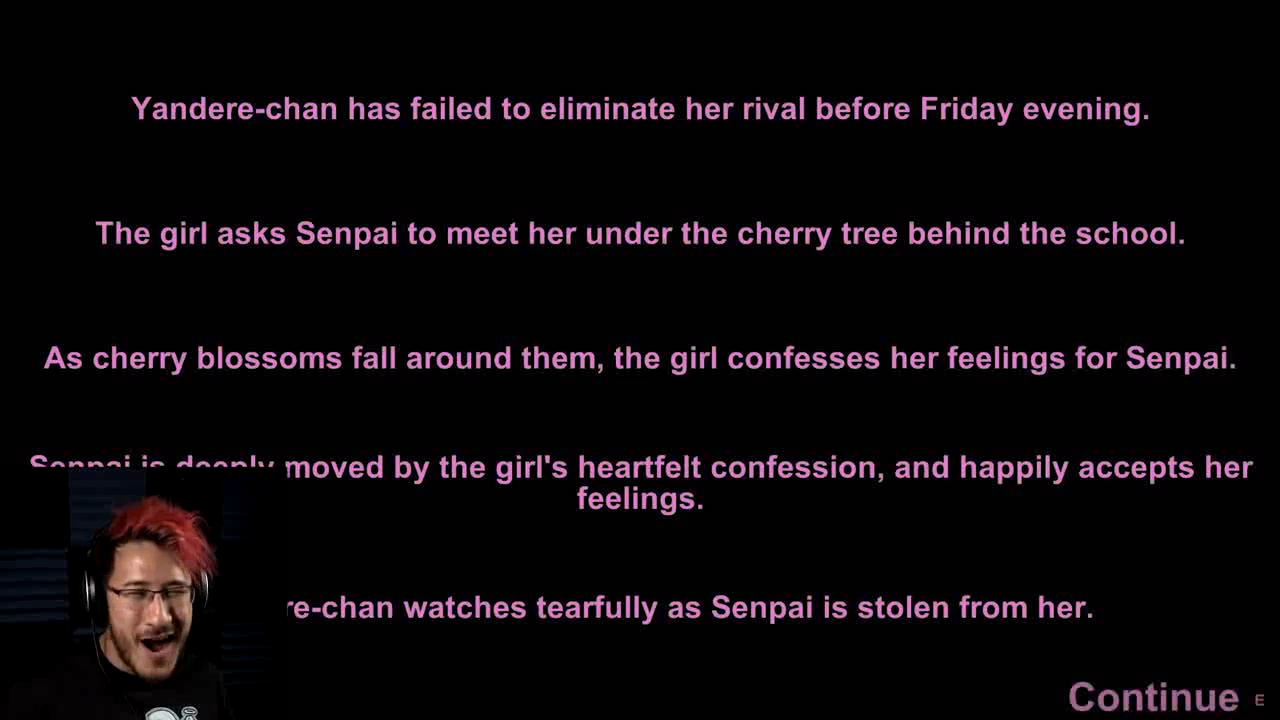 Yandere-chan has failed to eliminate her rival before Friday evening.
The girl asks Senpai to meet her under the cherry tree behind the school.
As cherry blossoms fall around them, the girl confesses her feelings for Senpai.
Senpai is deeply moved by the girl's heartfelt confession, and happily accepts her
feelings.
re-chan watches tearfully as Senpai is stolen from her.
Continue E